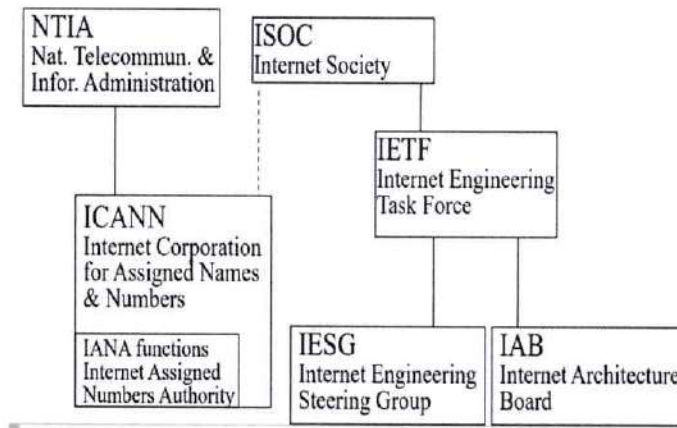 NTIA
Nat. Telecommun. &
Infor. Administration
ISOC
Internet Society
IETF
Internet Engineering
Task Force
ICANN
Internet Corporation
for Assigned Names
& Numbers
IANA functions
Internet Assigned
Numbers Authority
IESG
Internet Engineering
Steering Group
IAB
Internet Architecture
Board